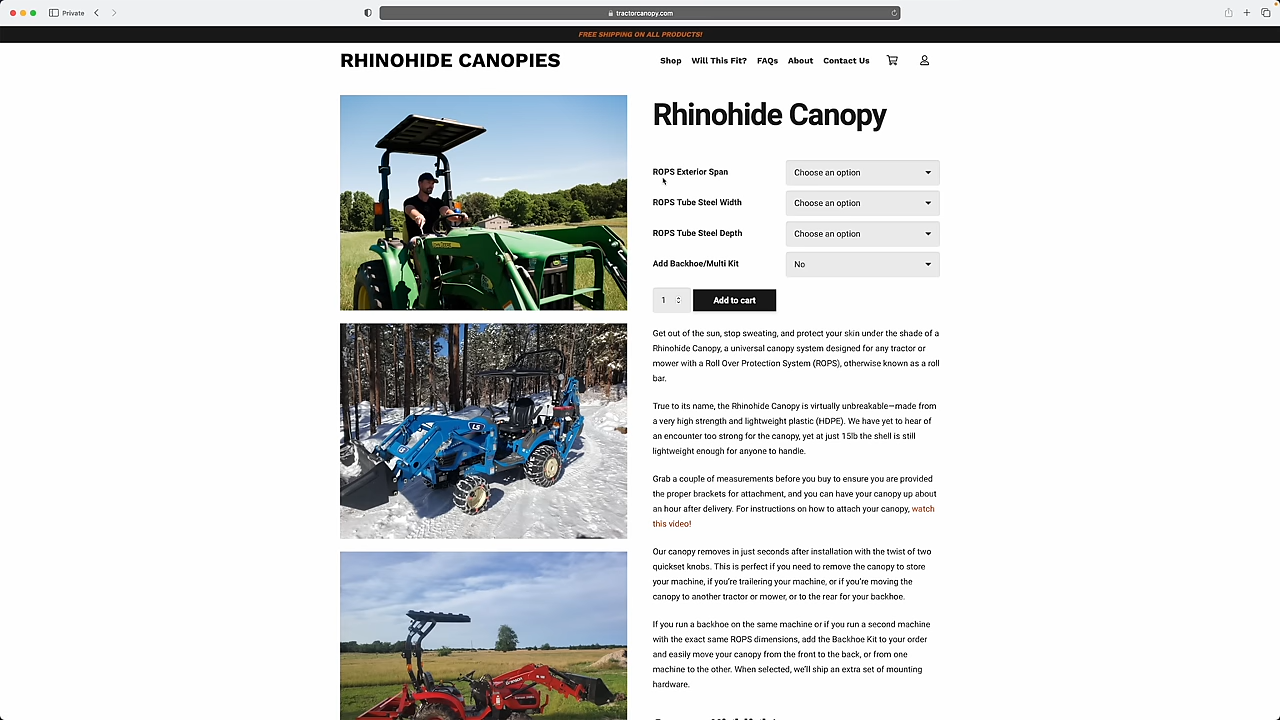 Private
tractorcanopy.com
FREE SHIPPING ON ALL PRODUCTS!
RHINOHIDE CANOPIES
Shop Will This Fit? FAQs About Contact Us
Rhinohide Canopy
ROPS Exterior Span Choose an option
ROPS Tube Steel Width Choose an option
ROPS Tube Steel Depth Choose an option
Add Backhoe/Multi Kit No
1 Add to cart
Get out of the sun, stop sweating, and protect your skin under the shade of a
Rhinohide Canopy, a universal canopy system designed for any tractor or
mower with a Roll Over Protection System (ROPS), otherwise known as a roll
bar.
True to its name, the Rhinohide Canopy is virtually unbreakable—made from
a very high strength and lightweight plastic (HDPE). We have yet to hear of
an encounter too strong for the canopy, yet at just 15lb the shell is still
lightweight enough for anyone to handle.
Grab a couple of measurements before you buy to ensure you are provided
the proper brackets for attachment, and you can have your canopy up about
an hour after delivery. For instructions on how to attach your canopy, watch
this video!
Our canopy removes in just seconds after installation with the twist of two
quickset knobs. This is perfect if you need to remove the canopy to store
your machine, if you're trailering your machine, or if you're moving the
canopy to another tractor or mower, or to the rear for your backhoe.
If you run a backhoe on the same machine or if you run a second machine
with the exact same ROPS dimensions, add the Backhoe Kit to your order
and easily move your canopy from the front to the back, or from one
machine to the other. When selected, we'll ship an extra set of mounting
hardware.
LS